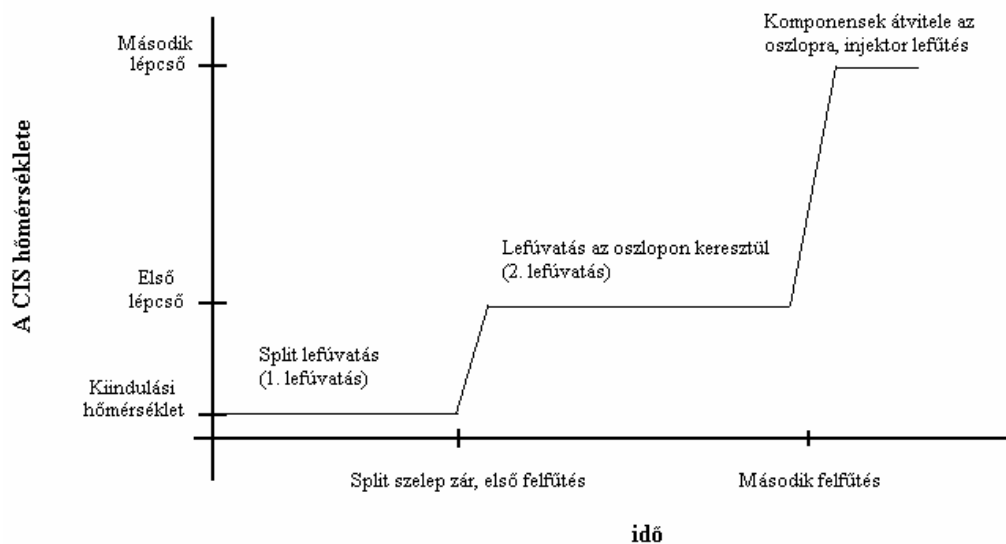 Második
lépcső
Komponensek átvitele az
oszlopra, injektor lefűtés
A CIS hőmérséklete
Lefúvatás az oszlopon keresztül
(2. lefúvatás)
Első
lépcső
Split lefúvatás
(1. lefúvatás)
Kiindulási
hőmérséklet
Split szelep zár, első felfűtés
Második felfűtés
idő